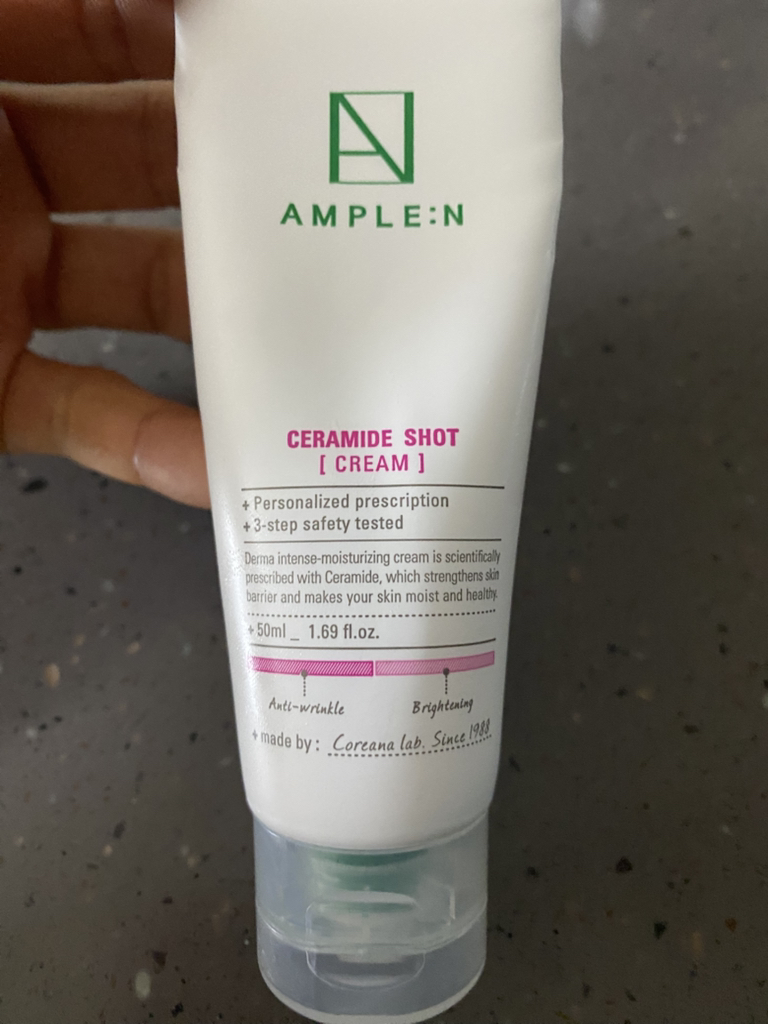 AMPLE:N
CERAMIDE SHOT
[ CREAM ]
+ Personalized prescription
+ 3-step safety tested
Derma intense-moisturizing cream is scientifically
prescribed with Ceramide, which strengthens skin
barrier and makes your skin moist and healthy.
+ 50ml _ 1.69 fl.oz.
Anti-wrinkle Brightening
+ made by : Coreana lab. Since 1988